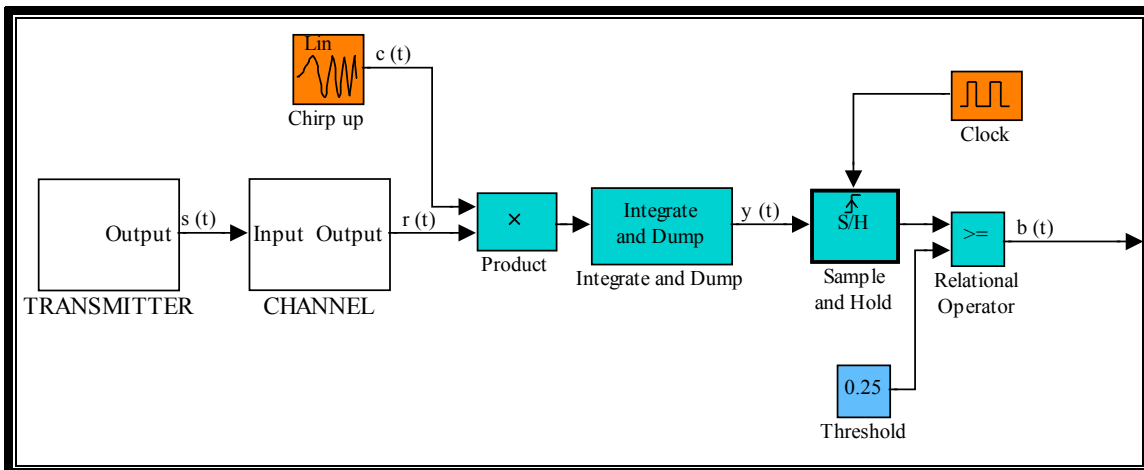 Lin
c (t)
Chirp up
Clock
Output
s (t)
Input Output
r (t)
×
Product
Integrate
and Dump
Integrate and Dump
y (t)
S/H
Sample
and Hold
>=
Relational
Operator
b (t)
TRANSMITTER
CHANNEL
0.25
Threshold